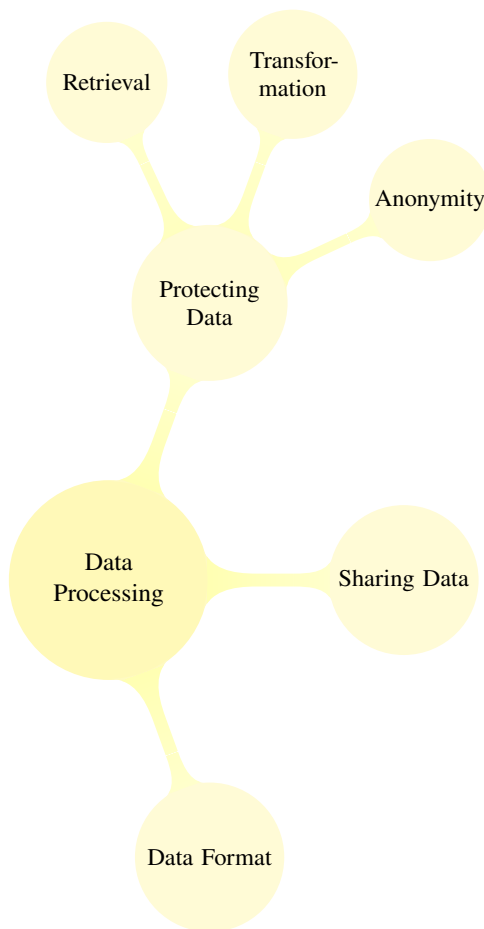 Retrieval
Transfor-
mation
Anonymity
Protecting
Data
Data
Processing
Sharing Data
Data Format